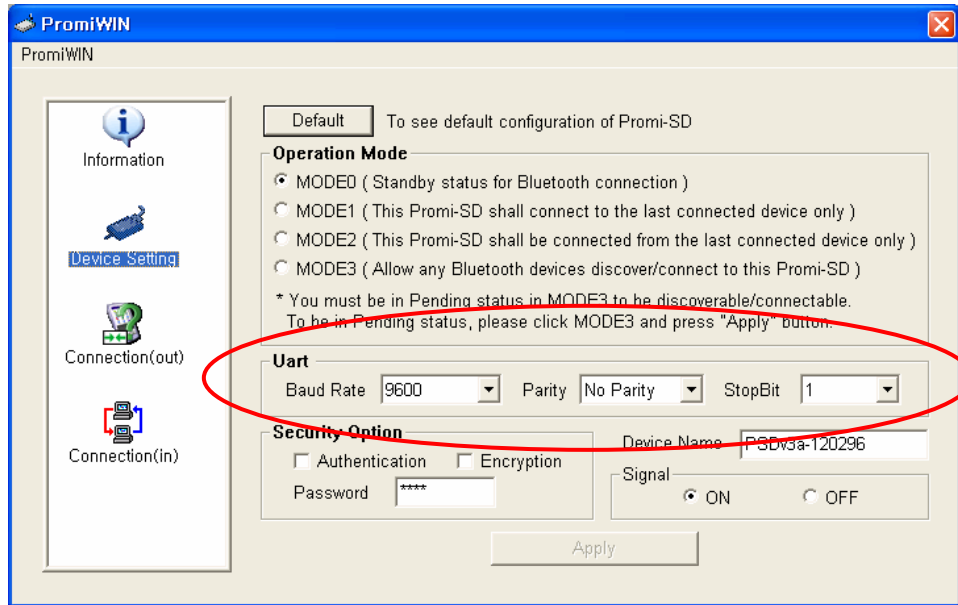 PromiWIN
PromiWIN
Information
Device Setting
Connection(out)
Connection(in)
Default To see default configuration of Promi-SD
Operation Mode
MODE0 ( Standby status for Bluetooth connection )
MODE1 ( This Promi-SD shall connect to the last connected device only )
MODE2 ( This Promi-SD shall be connected from the last connected device only )
MODE3 ( Allow any Bluetooth devices discover/connect to this Promi-SD )
* You must be in Pending status in MODE3 to be discoverable/connectable.
To be in Pending status, please click MODE3 and press "Apply" button.
Uart
Baud Rate 9600 Parity No Parity StopBit 1
Security Option
Authentication Encryption
Password ****
Device Name PSDv3a-120296
Signal
ON OFF
Apply